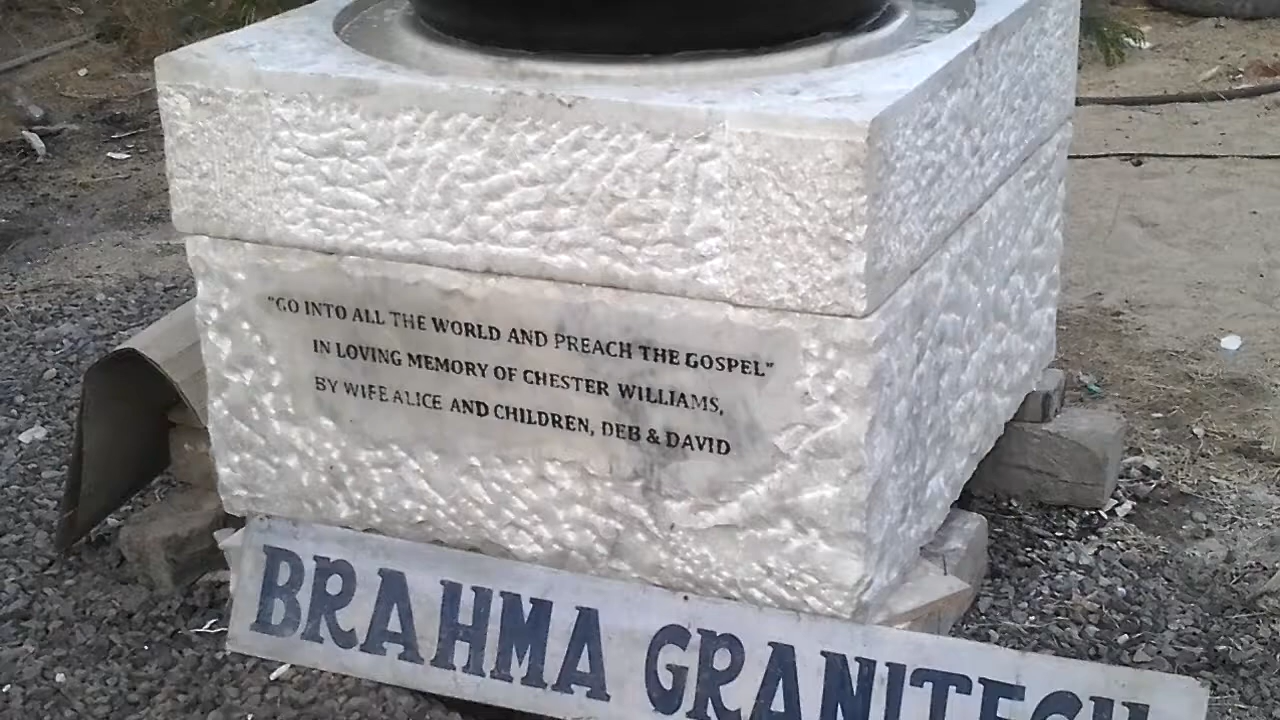 "GO INTO ALL THE WORLD AND PREACH THE GOSPEL"
IN LOVING MEMORY OF CHESTER WILLIAMS,
BY WIFE ALICE AND CHILDREN, DEB & DAVID
BRAHMA GRANITECH